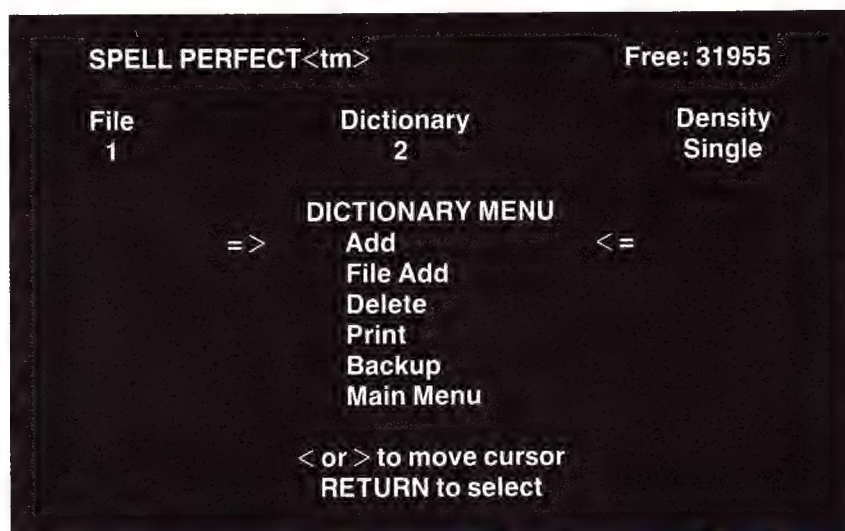 SPELL PERFECT<tm> Free: 31955
File Dictionary Density
1 2 Single
DICTIONARY MENU
=> Add <=
File Add
Delete
Print
Backup
Main Menu
< or > to move cursor
RETURN to select